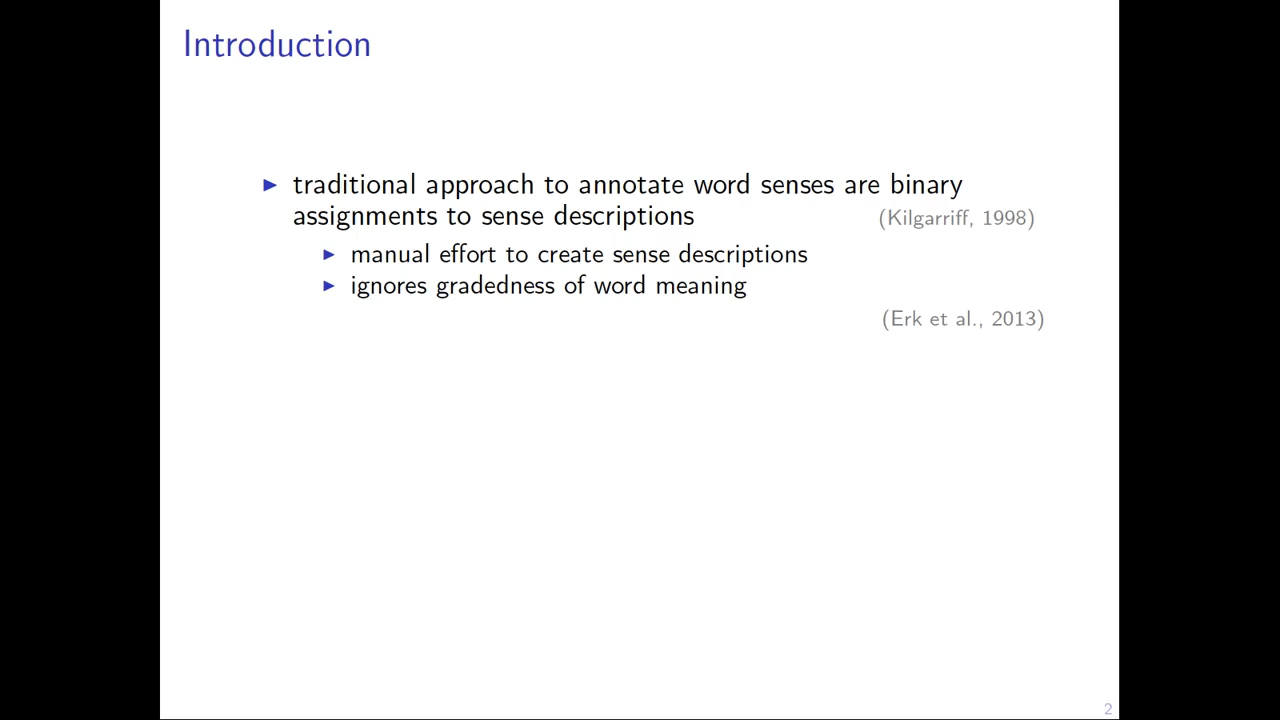 Introduction
traditional approach to annotate word senses are binary
assignments to sense descriptions (Kilgarriff, 1998)
manual effort to create sense descriptions
ignores gradedness of word meaning
(Erk et al., 2013)
2